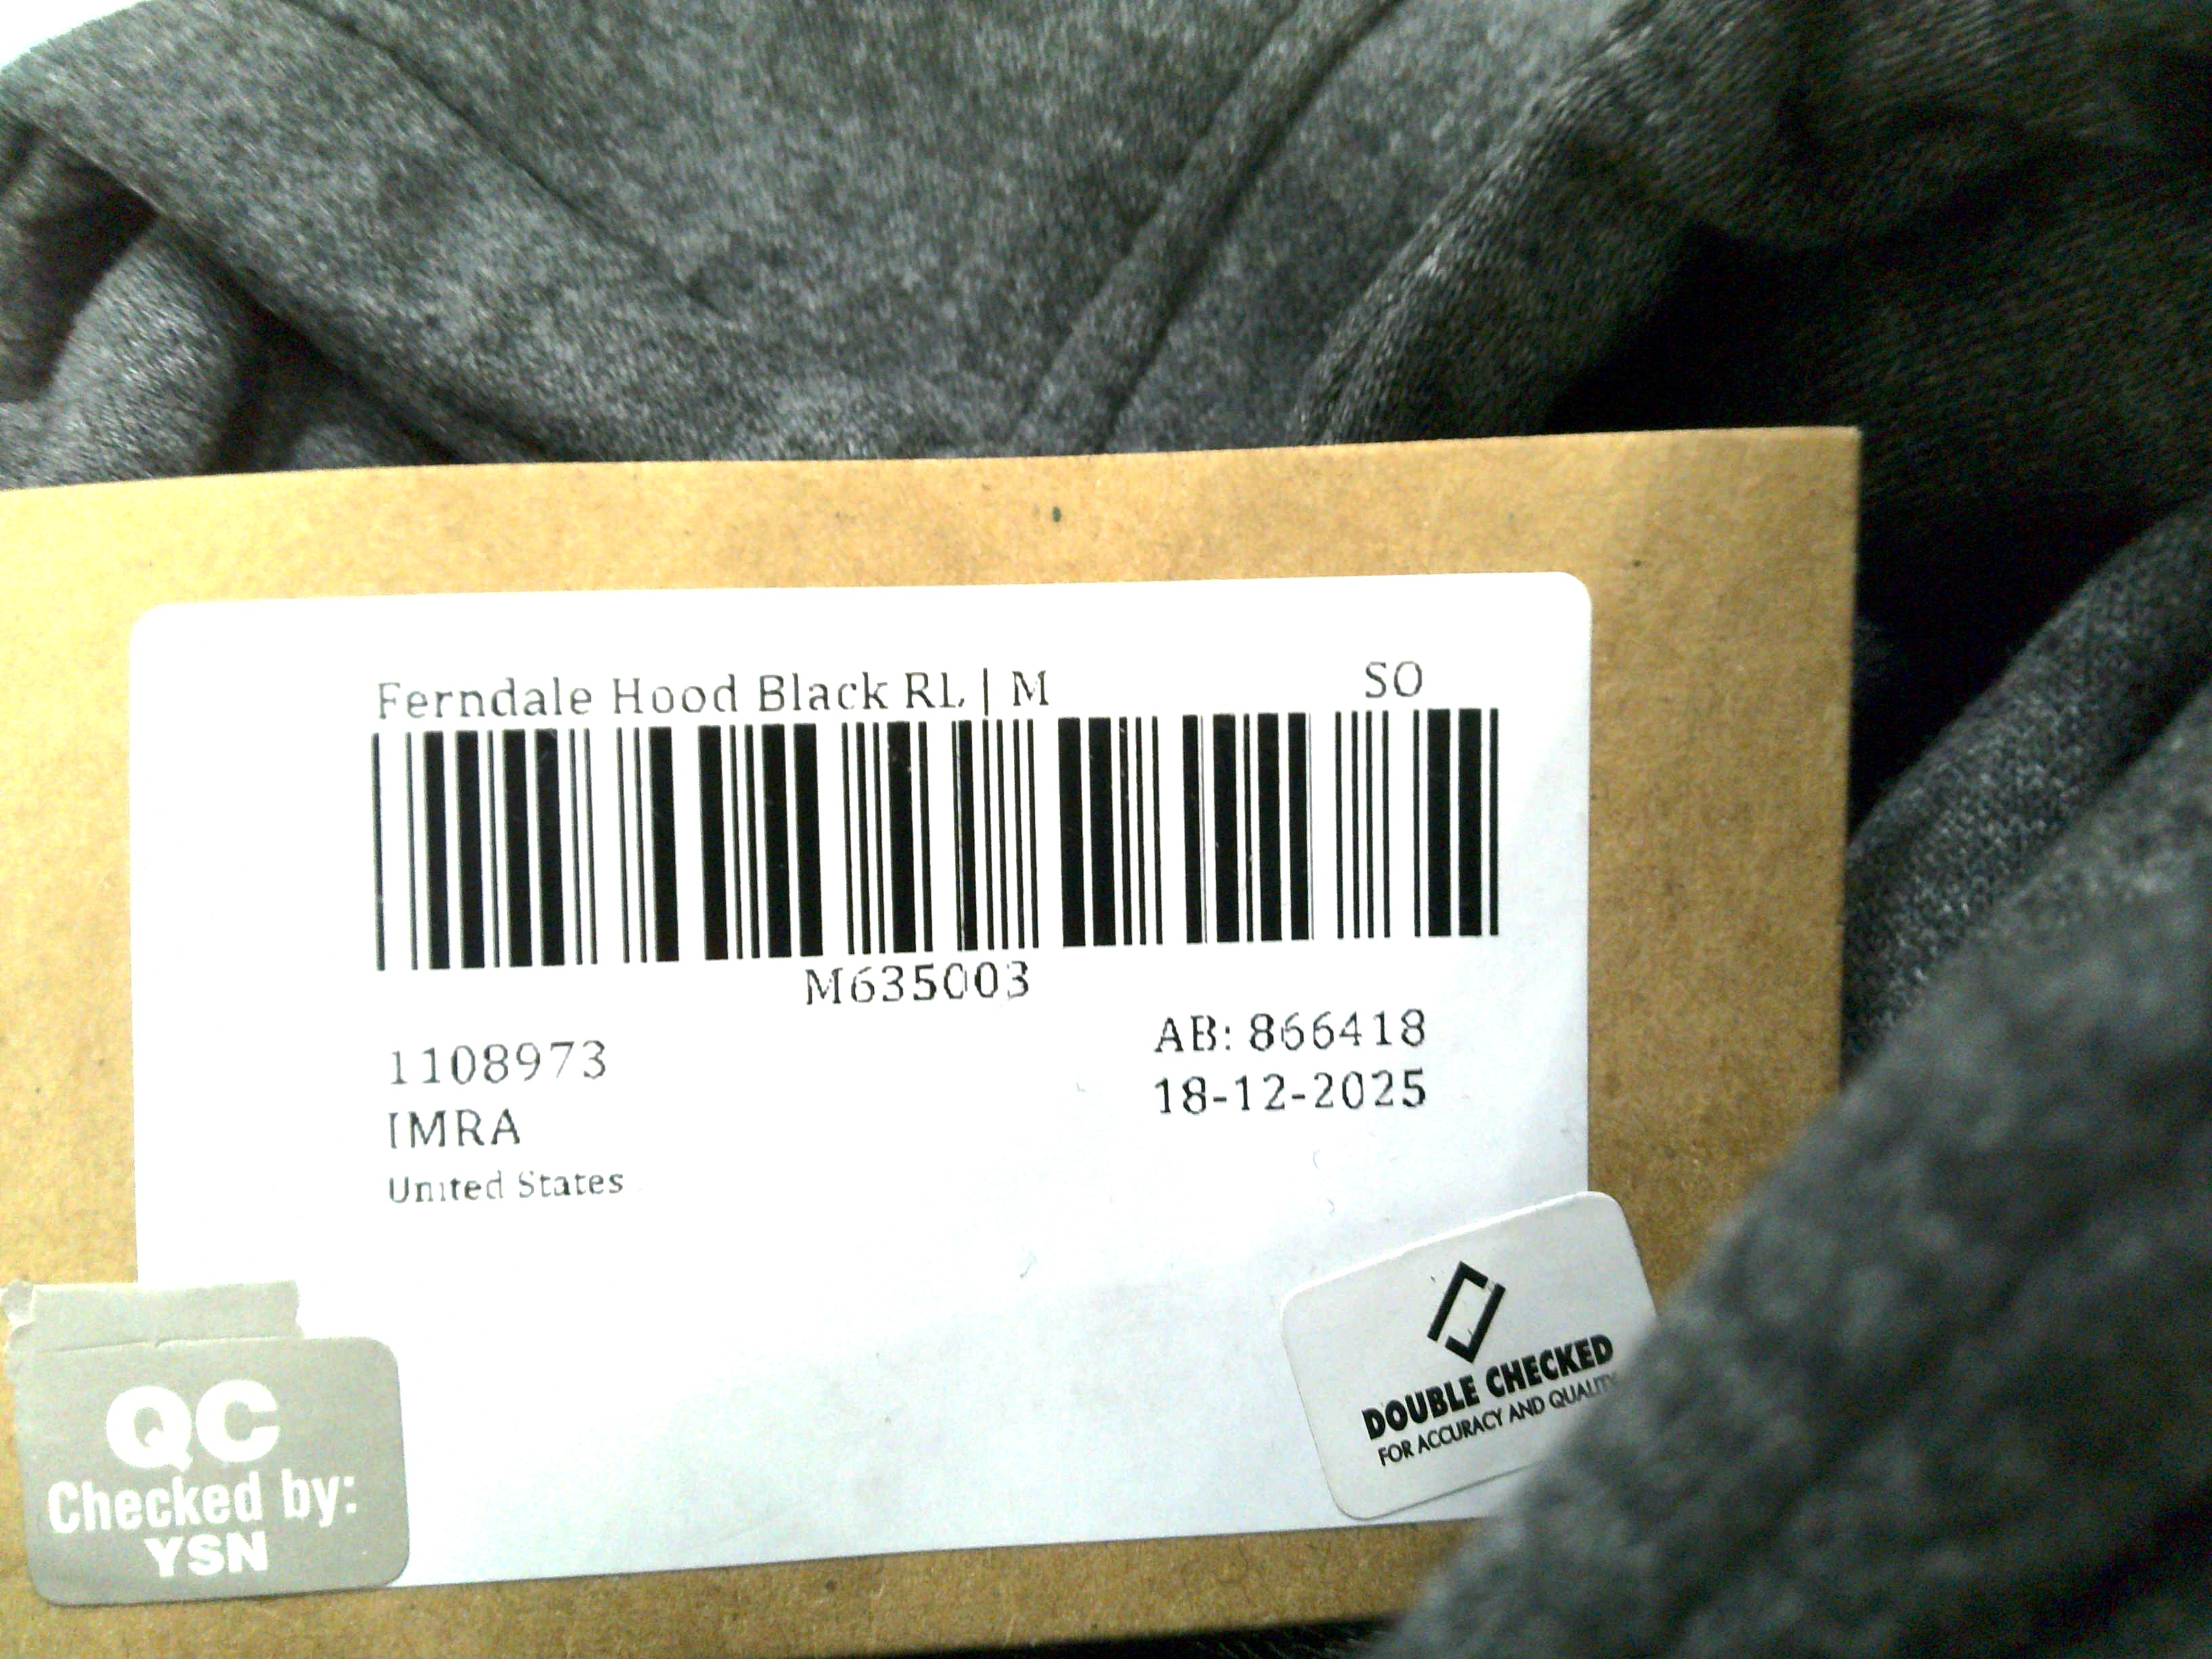 Ferndale Hood Black RL | M SO
M635003
1108973
IMRA
United States
AB: 866418
18-12-2025
QC
Checked by:
YSN
DOUBLE CHECKED
FOR ACCURACY AND QUALITY